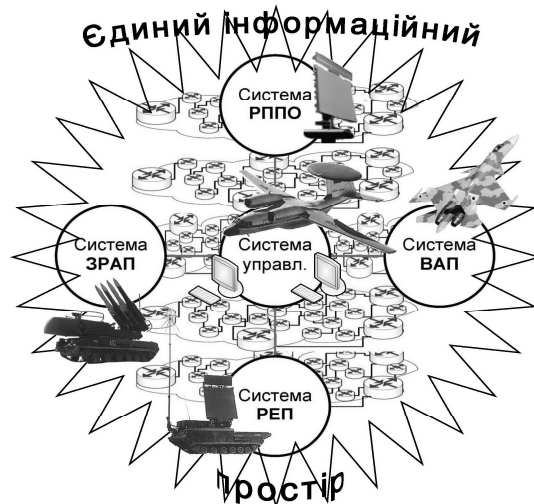 Єдиний інформаційний
Система
РППО
Система
ЗРАП
Система
управл.
Система
ВАП
Система
РЕП
простір